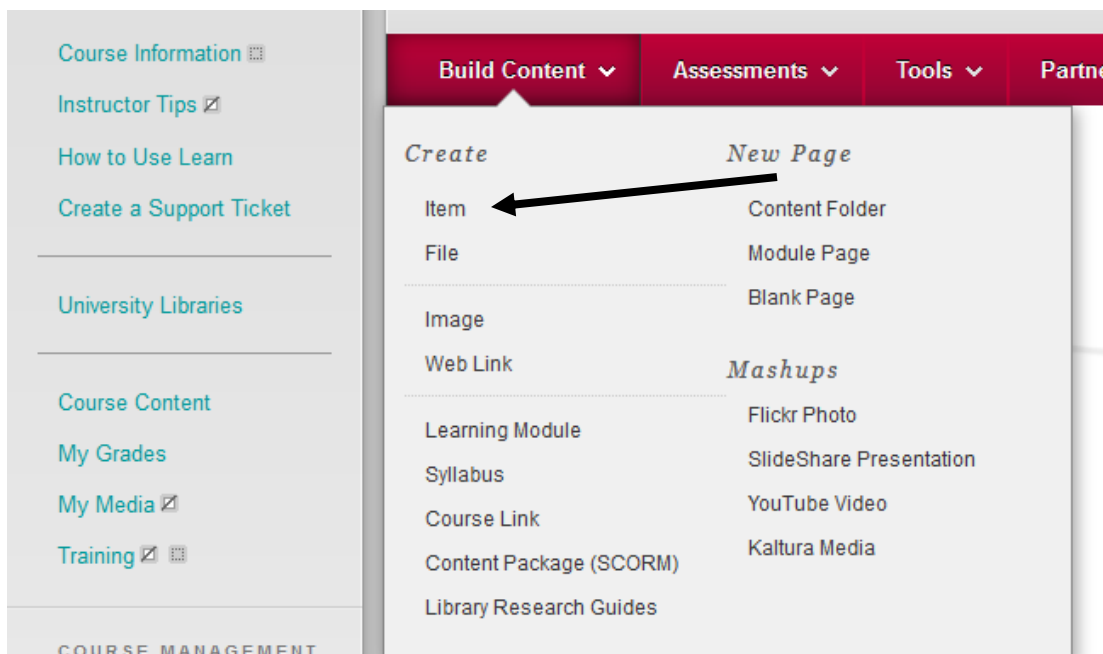 Course Information
Instructor Tips
How to Use Learn
Create a Support Ticket
University Libraries
Course Content
My Grades
My Media
Training
COURSE MANAGEMENT
Build Content
Assessments
Tools
Create
Item
File
Image
Web Link
Learning Module
Syllabus
Course Link
Content Package (SCORM)
Library Research Guides
New Page
Content Folder
Module Page
Blank Page
Mashups
Flickr Photo
SlideShare Presentation
YouTube Video
Kaltura Media